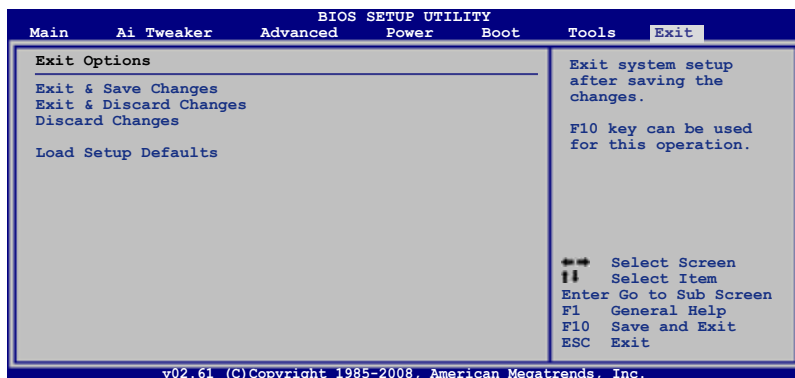 BIOS SETUP UTILITY
Main Ai Tweaker Advanced Power Boot Tools Exit
Exit Options
Exit & Save Changes
Exit & Discard Changes
Discard Changes
Load Setup Defaults
Exit system setup
after saving the
changes.
F10 key can be used
for this operation.
←→ Select Screen
↑↓ Select Item
Enter Go to Sub Screen
F1 General Help
F10 Save and Exit
ESC Exit
v02.61 (C)Copyright 1985-2008, American Megatrends, Inc.